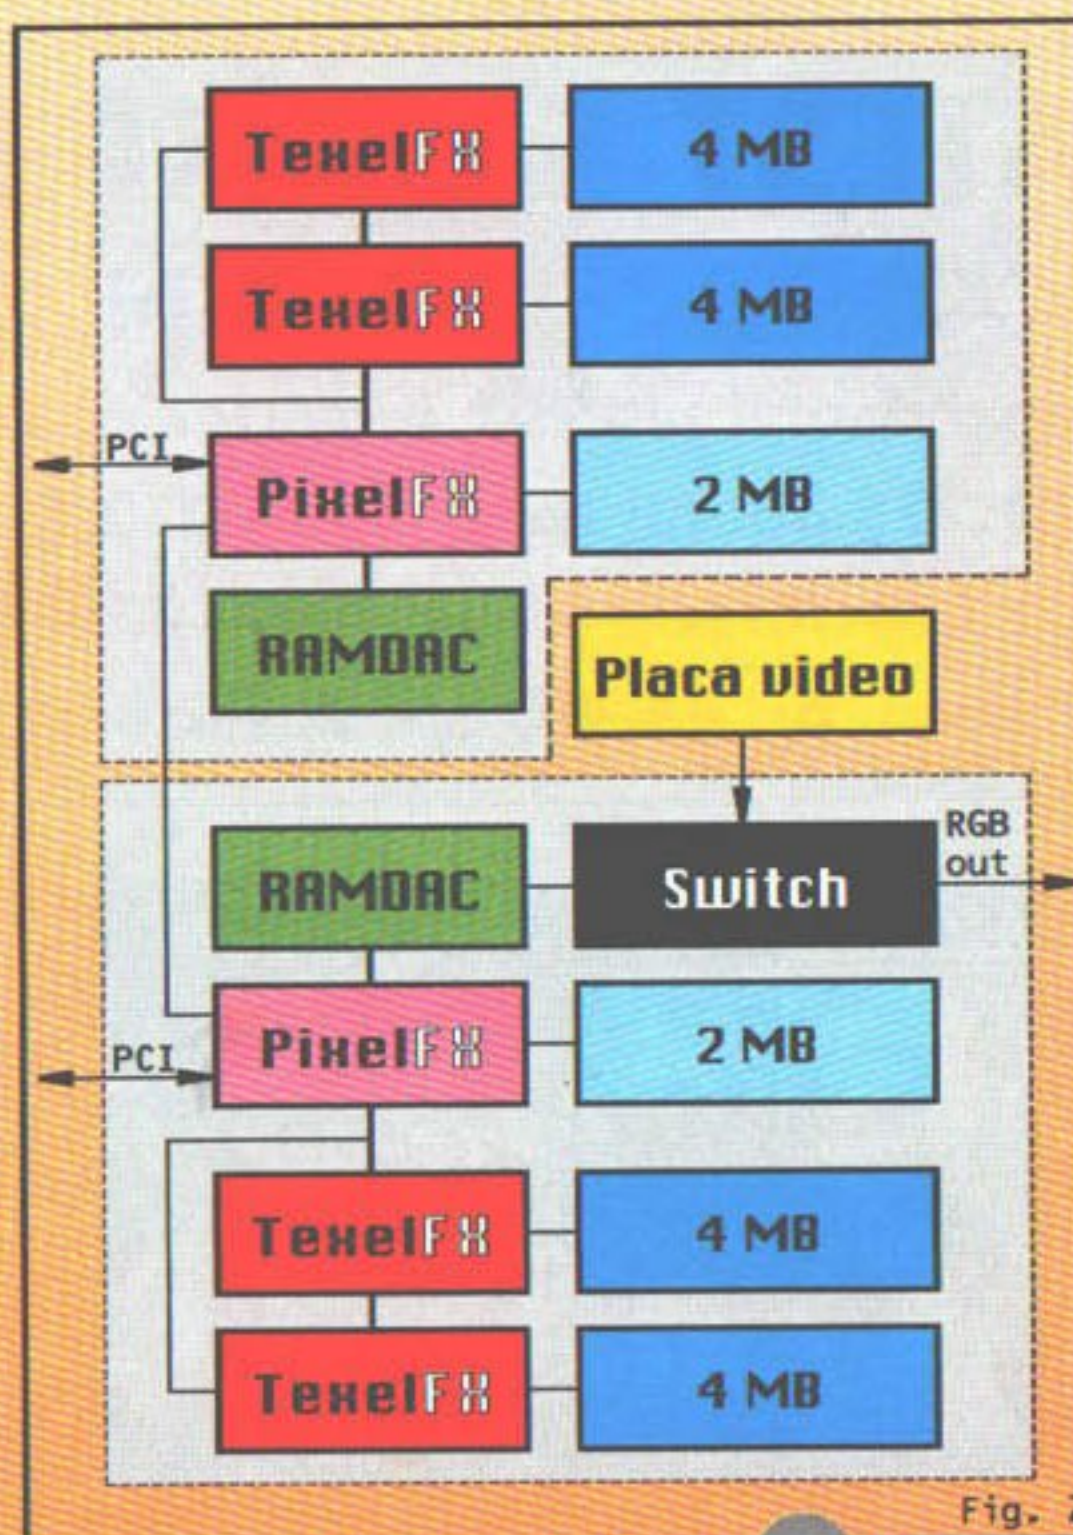 TexelFX
4 MB
TexelFX
4 MB
PCI
PixelFX
2 MB
RAMDAC
Placa video
RAMDAC
Switch
RGB
out
PixelFX
2 MB
PCI
TexelFX
4 MB
TexelFX
4 MB
Fig.